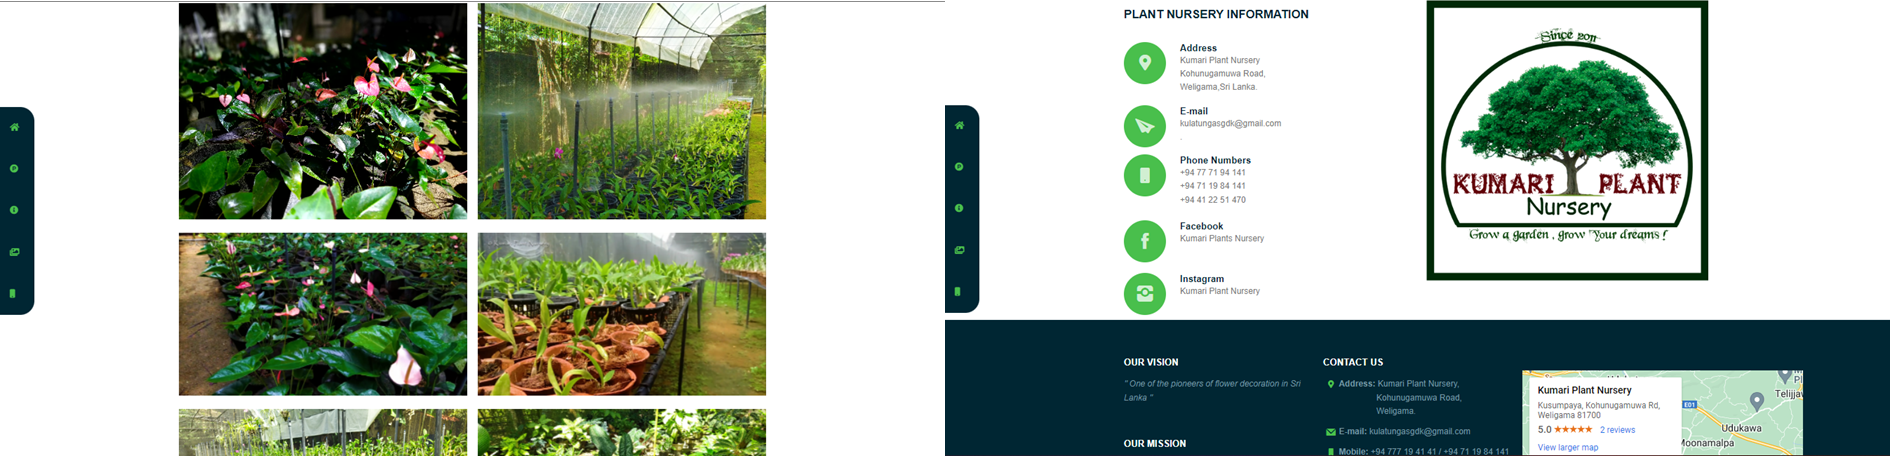 PLANT NURSERY INFORMATION
Address
Kumari Plant Nursery
Kohunugamuwa Road,
Weligama,Sri Lanka.
E-mail
kulatungasgdk@gmail.com
.
Phone Numbers
+94 77 71 94 141
+94 71 19 84 141
+94 41 22 51 470
Facebook
Kumari Plants Nursery
Instagram
Kumari Plant Nursery
Since 2011
KUMARI PLANT
Nursery
Grow a garden , grow Your dreams !
OUR VISION
" One of the pioneers of flower decoration in Sri
Lanka "
OUR MISSION
CONTACT US
Address: Kumari Plant Nursery,
Kohunugamuwa Road,
Weligama.
E-mail: kulatungasgdk@gmail.com
Mobile: +94 777 19 41 41 / +94 71 19 84 141
Kumari Plant Nursery
Kusumpaya, Kohunugamuwa Rd,
Weligama 81700
5.0 ★★★★★ 2 reviews
View larger map
E01
Udukawa
Moonamalpa